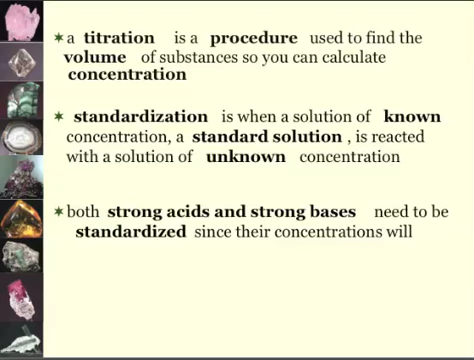 ✶a titration is a procedure used to find the
volume of substances so you can calculate
concentration
✶ standardization is when a solution of known
concentration, a standard solution , is reacted
with a solution of unknown concentration
✶both strong acids and strong bases need to be
standardized since their concentrations will